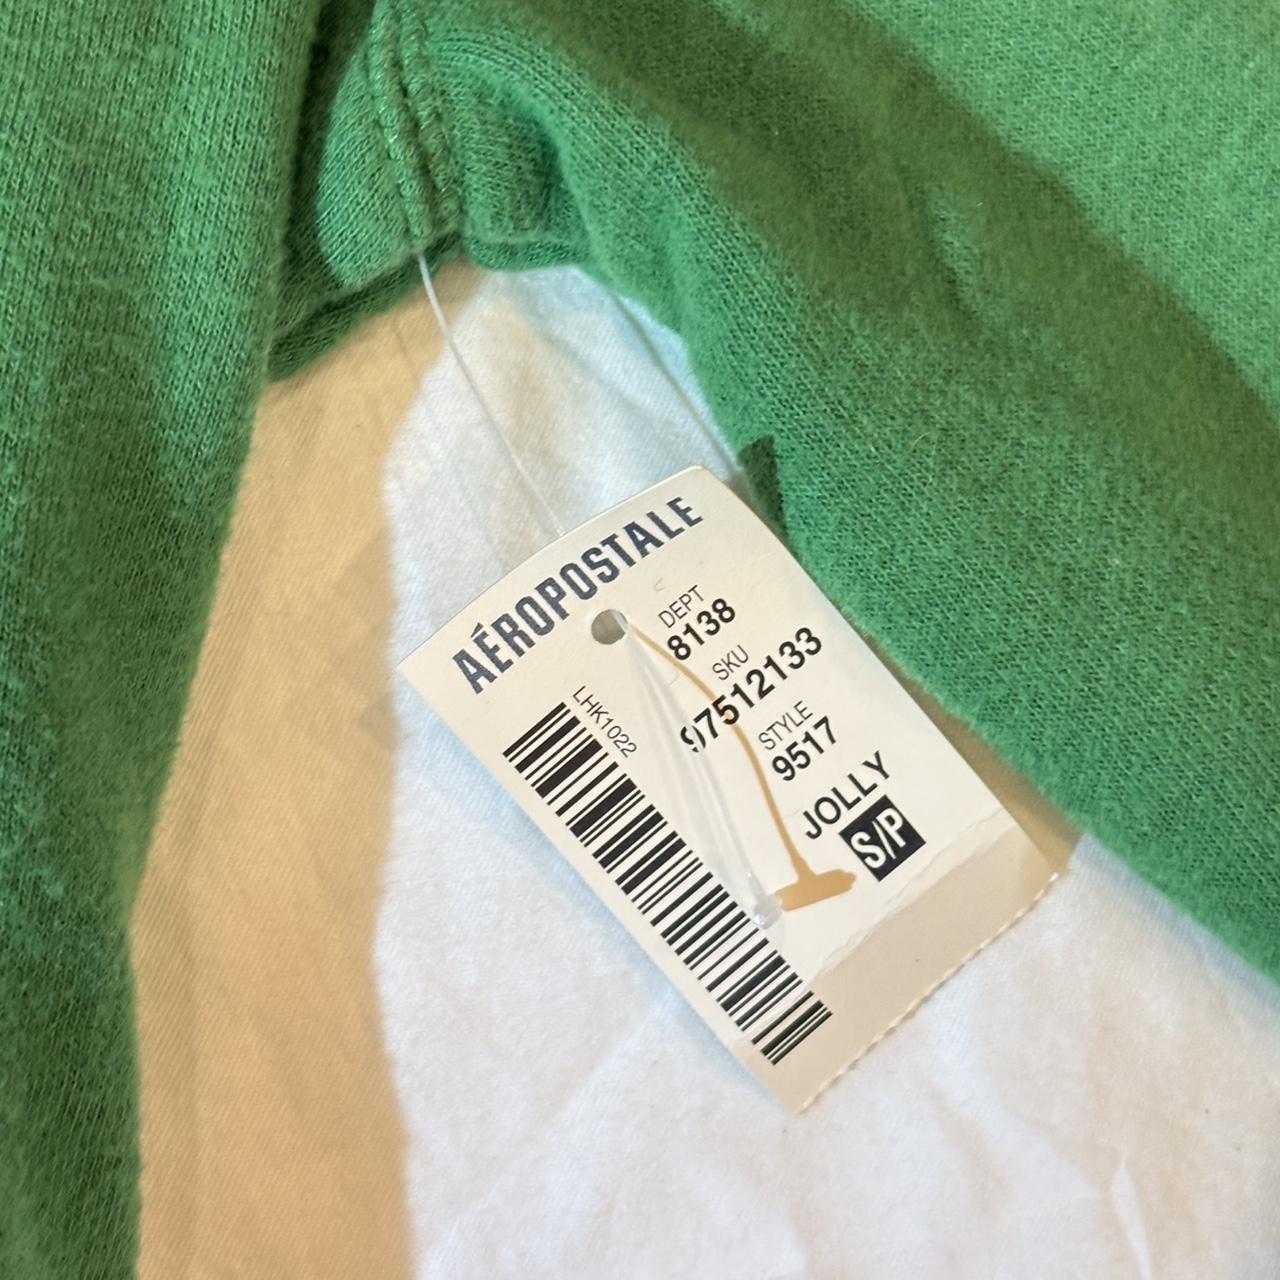 AÉROPOSTALE
DEPT
8138
SKU
97512133
STYLE
9517
JOLLY
S/P
LHK1022